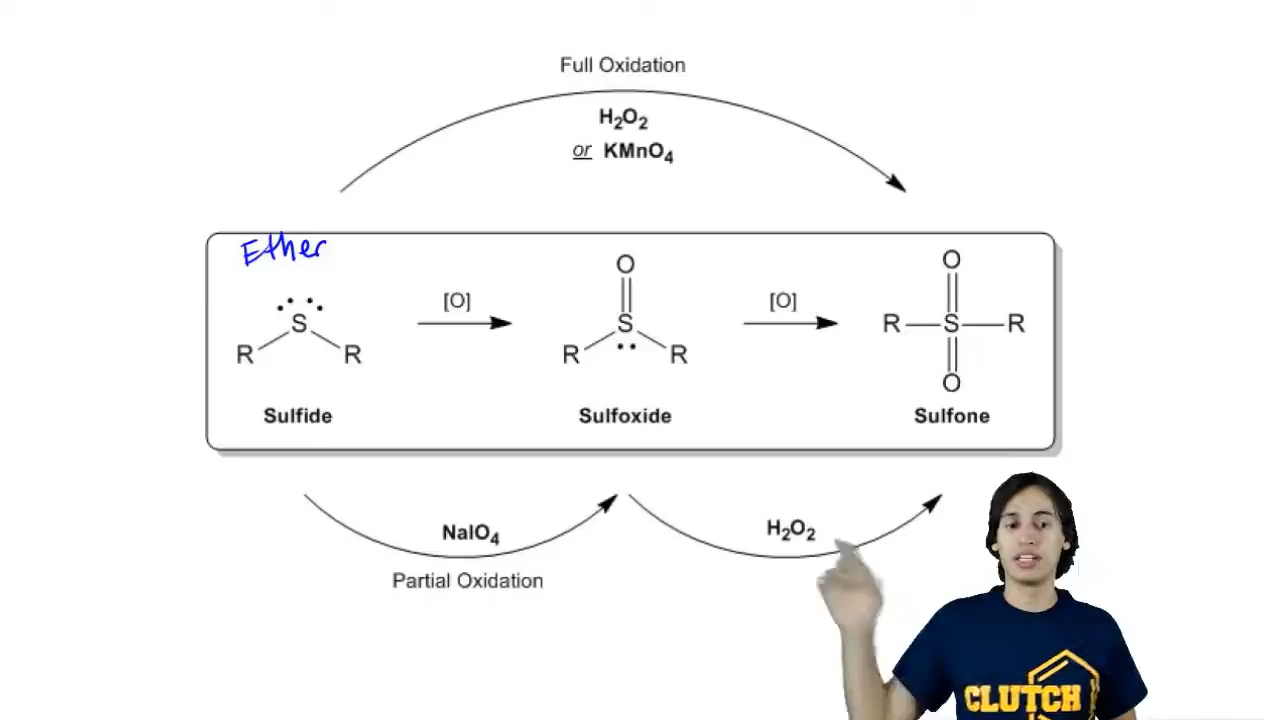 Full Oxidation
H₂O₂
or KMnO₄
Ether
[O] [O]
O O
S S R S R
R R R R O
Sulfide Sulfoxide Sulfone
NaIO₄ H₂O₂
Partial Oxidation
CLUTCH